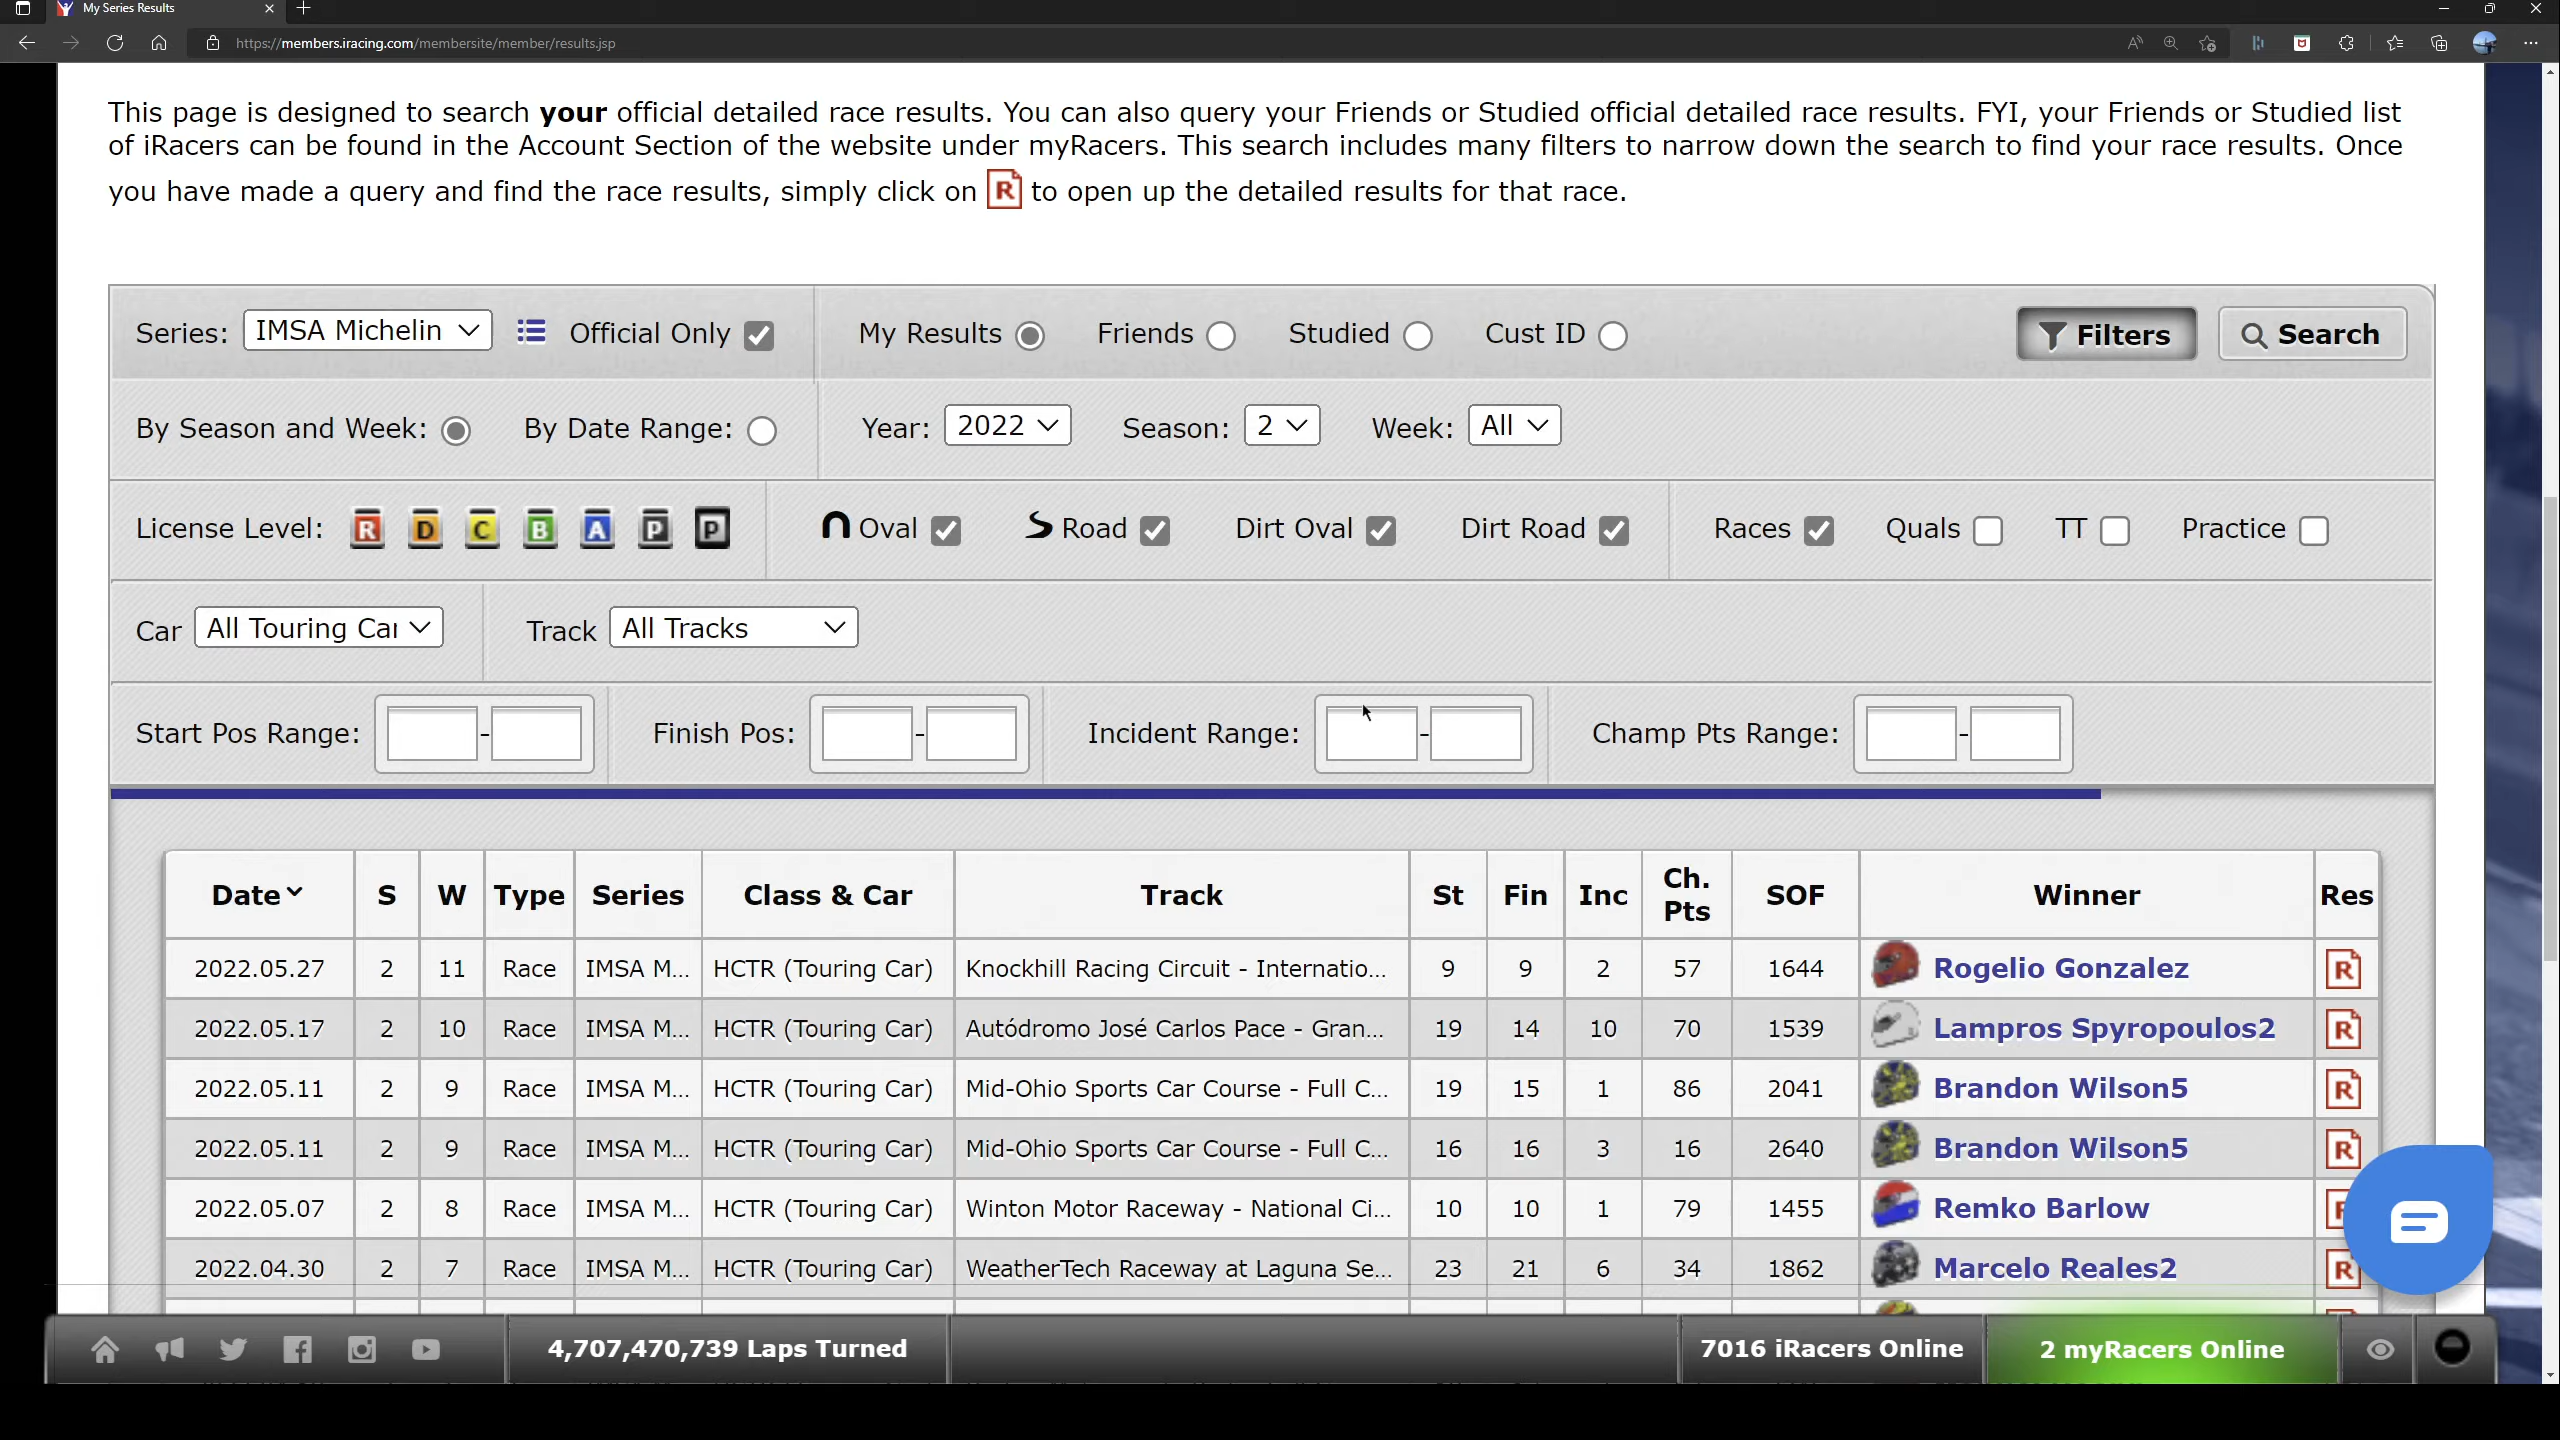 My Series Results
https://members.iracing.com/membersite/member/results.jsp
This page is designed to search your official detailed race results. You can also query your Friends or Studied official detailed race results. FYI, your Friends or Studied list
of iRacers can be found in the Account Section of the website under myRacers. This search includes many filters to narrow down the search to find your race results. Once
you have made a query and find the race results, simply click on R to open up the detailed results for that race.
Series: IMSA Michelin Official Only My Results Friends Studied Cust ID Filters Search
By Season and Week: By Date Range: Year: 2022 Season: 2 Week: All
License Level: R D C B A P P Oval Road Dirt Oval Dirt Road Races Quals TT Practice
Car All Touring Car Track All Tracks
Start Pos Range: - Finish Pos: - Incident Range: - Champ Pts Range: -
Date S W Type Series Class & Car Track St Fin Inc Ch. Pts SOF Winner Res
2022.05.27 2 11 Race IMSA M... HCTR (Touring Car) Knockhill Racing Circuit - Internatio... 9 9 2 57 1644 Rogelio Gonzalez R
2022.05.17 2 10 Race IMSA M... HCTR (Touring Car) Autódromo José Carlos Pace - Gran... 19 14 10 70 1539 Lampros Spyropoulos2 R
2022.05.11 2 9 Race IMSA M... HCTR (Touring Car) Mid-Ohio Sports Car Course - Full C... 19 15 1 86 2041 Brandon Wilson5 R
2022.05.11 2 9 Race IMSA M... HCTR (Touring Car) Mid-Ohio Sports Car Course - Full C... 16 16 3 16 2640 Brandon Wilson5 R
2022.05.07 2 8 Race IMSA M... HCTR (Touring Car) Winton Motor Raceway - National Ci... 10 10 1 79 1455 Remko Barlow R
2022.04.30 2 7 Race IMSA M... HCTR (Touring Car) WeatherTech Raceway at Laguna Se... 23 21 6 34 1862 Marcelo Reales2 R
4,707,470,739 Laps Turned 7016 iRacers Online 2 myRacers Online